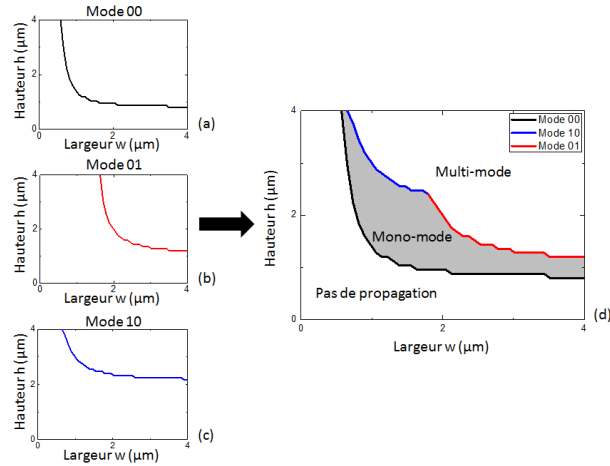 Mode 00
Hauteur h (µm)
4
2
0
0
2
4
Largeur w (µm)
(a)
Mode 01
Hauteur h (µm)
4
2
0
0
2
4
Largeur w (µm)
(b)
Mode 10
Hauteur h (µm)
4
2
0
0
2
4
Largeur w (µm)
(c)
Mode 00
Mode 10
Mode 01
Multi-mode
Mono-mode
Pas de propagation
Hauteur h (µm)
4
2
0
0
2
4
Largeur w (µm)
(d)